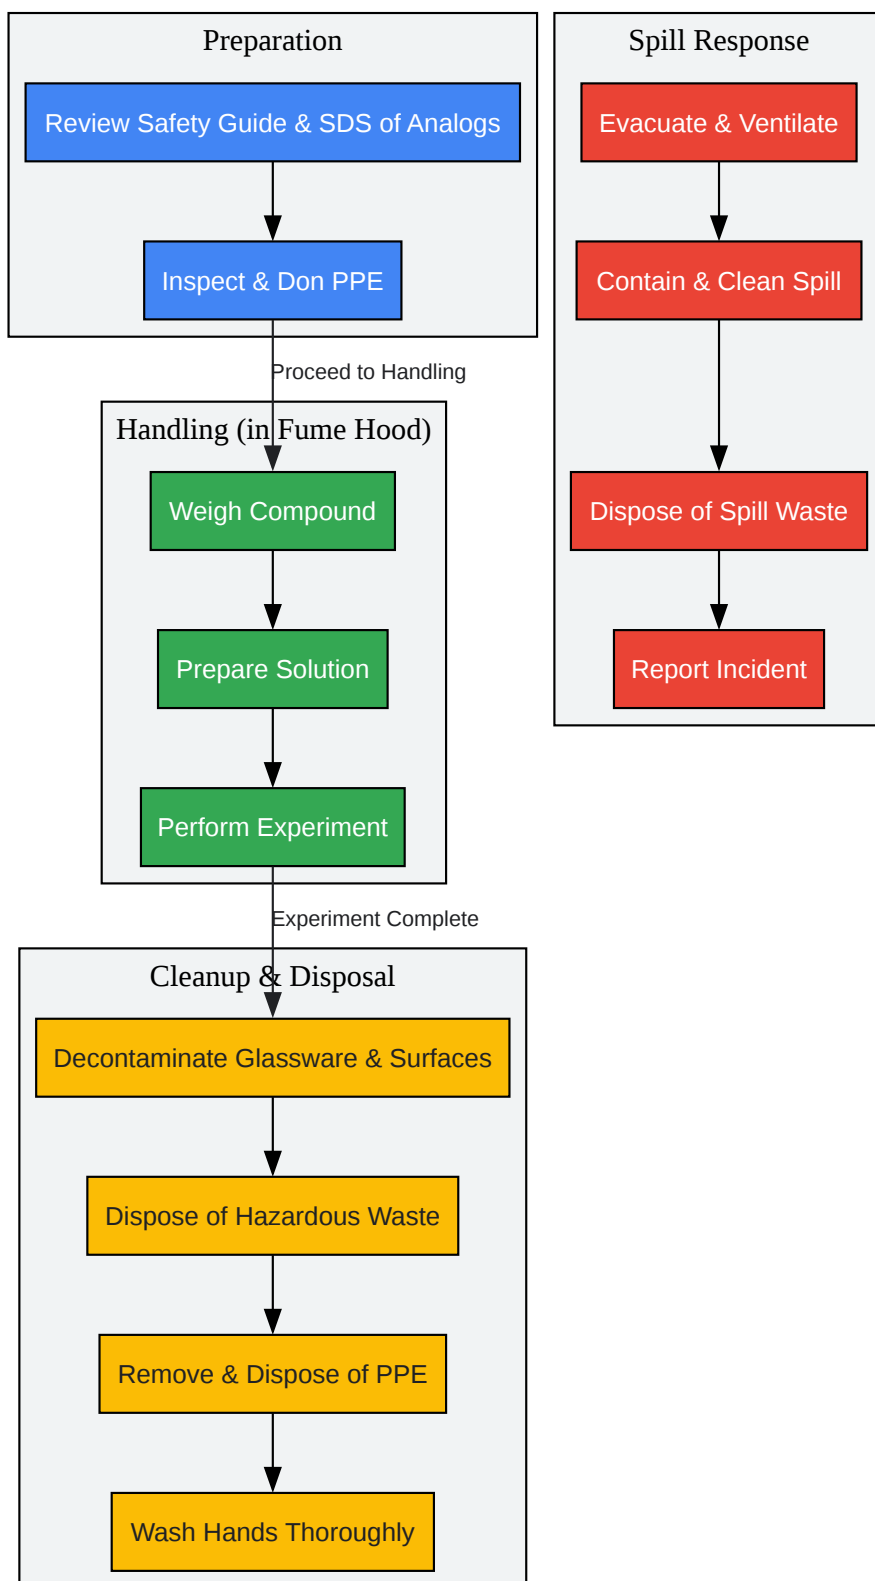 Preparation
Review Safety Guide & SDS of Analogs
Inspect & Don PPE
Proceed to Handling
Handling (in Fume Hood)
Weigh Compound
Prepare Solution
Perform Experiment
Experiment Complete
Cleanup & Disposal
Decontaminate Glassware & Surfaces
Dispose of Hazardous Waste
Remove & Dispose of PPE
Wash Hands Thoroughly
Spill Response
Evacuate & Ventilate
Contain & Clean Spill
Dispose of Spill Waste
Report Incident